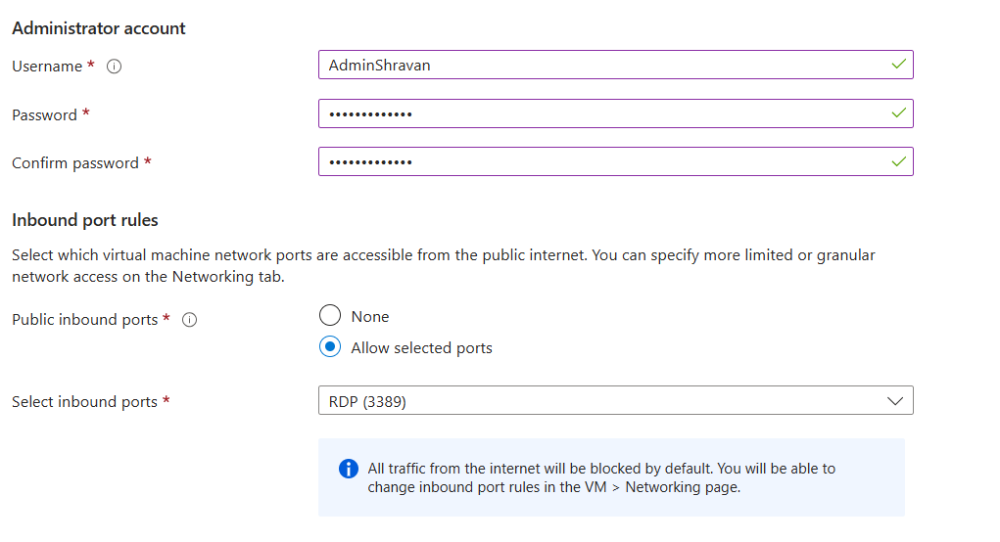 Administrator account
Username *
AdminShravan
Password *
•••••••••••••
Confirm password *
•••••••••••••
Inbound port rules
Select which virtual machine network ports are accessible from the public internet. You can specify more limited or granular
network access on the Networking tab.
Public inbound ports *
None
Allow selected ports
Select inbound ports *
RDP (3389)
All traffic from the internet will be blocked by default. You will be able to
change inbound port rules in the VM > Networking page.